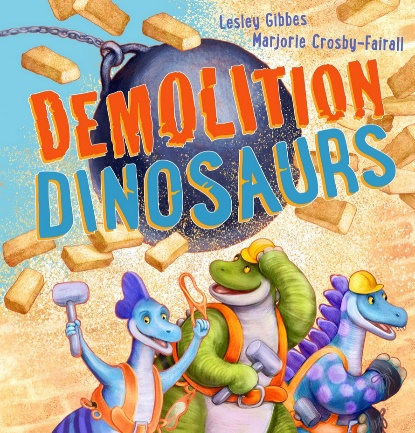 Lesley Gibbes
Marjorie Crosby-Fairall
DEMOLITION
DINOSAURS